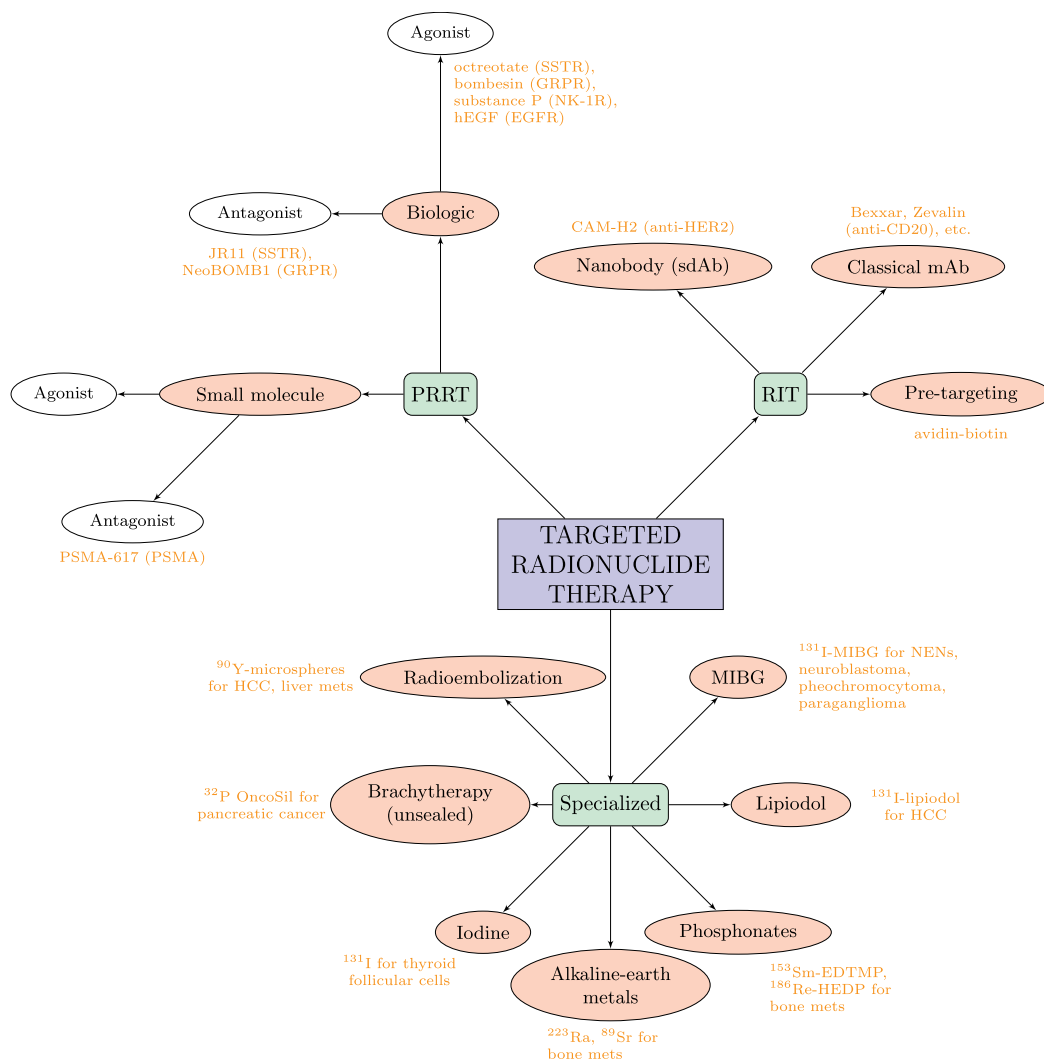 Agonist
octreotate (SSTR),
bombesin (GRPR),
substance P (NK-1R),
hEGF (EGFR)
Antagonist
Biologic
JR11 (SSTR),
NeoBOMB1 (GRPR)
CAM-H2 (anti-HER2)
Nanobody (sdAb)
Bexxar, Zevalin
(anti-CD20), etc.
Classical mAb
Agonist
Small molecule
PRRT
RIT
Pre-targeting
avidin-biotin
Antagonist
PSMA-617 (PSMA)
TARGETED
RADIONUCLIDE
THERAPY
⁹⁰Y-microspheres
for HCC, liver mets
Radioembolization
MIBG
¹³¹I-MIBG for NENs,
neuroblastoma,
pheochromocytoma,
paraganglioma
³²P OncoSil for
pancreatic cancer
Brachytherapy
(unsealed)
Specialized
Lipiodol
¹³¹I-lipiodol
for HCC
Iodine
¹³¹I for thyroid
follicular cells
Alkaline-earth
metals
²²³Ra, ⁸⁹Sr for
bone mets
Phosphonates
¹⁵³Sm-EDTMP,
¹⁸⁶Re-HEDP for
bone mets